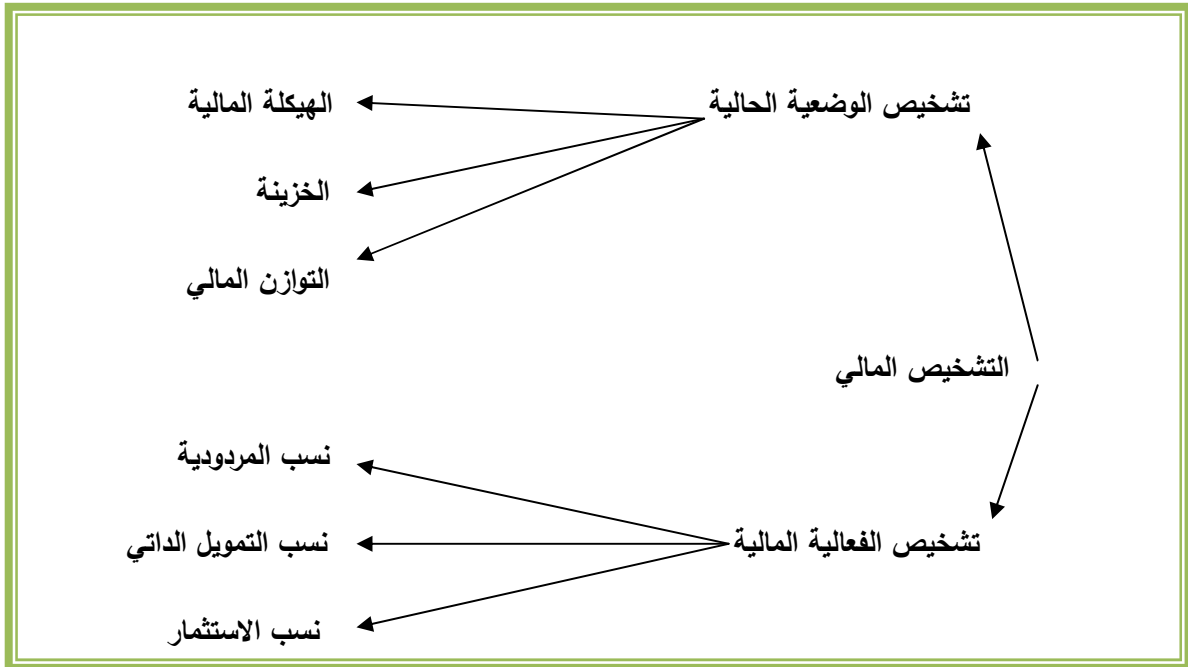 تشخيص الوضعية الحالية
الهيكلة المالية
الخزينة
التوازن المالي
التشخيص المالي
نسب المردودية
تشخيص الفعالية المالية
نسب التمويل الداتي
نسب الاستثمار